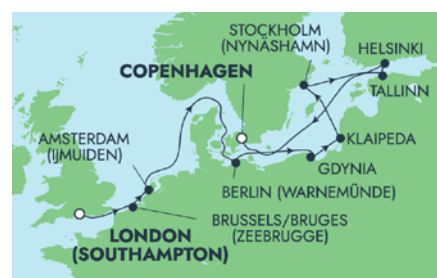 STOCKHOLM
(NYNÄSHAMN)
HELSINKI
COPENHAGEN
TALLINN
AMSTERDAM
(IJMUIDEN)
KLAIPEDA
GDYNIA
BERLIN (WARNEMÜNDE)
BRUSSELS/BRUGES
(ZEEBRUGGE)
LONDON
(SOUTHAMPTON)